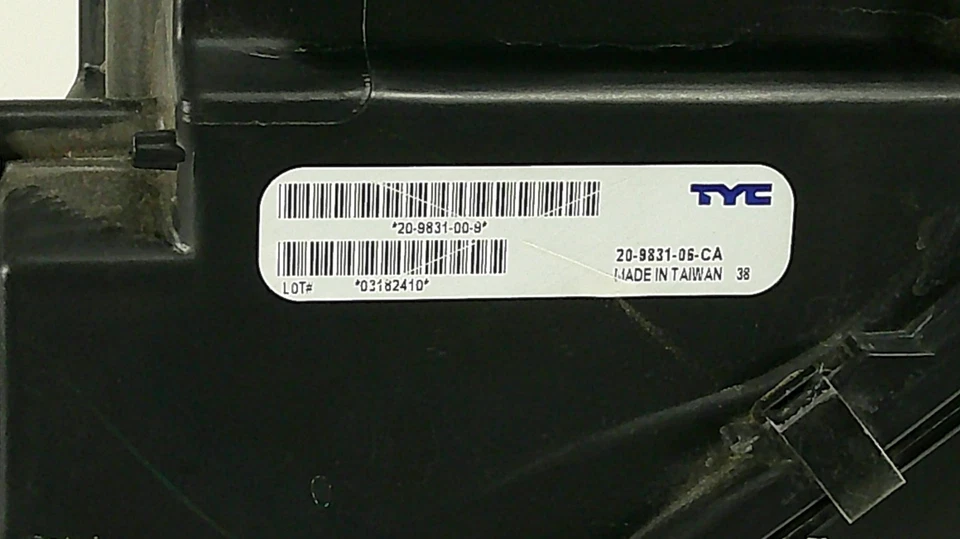 TYC
*20-9831-00-9*
20-9831-06-CA
MADE IN TAIWAN 38
LOT# *03182410*